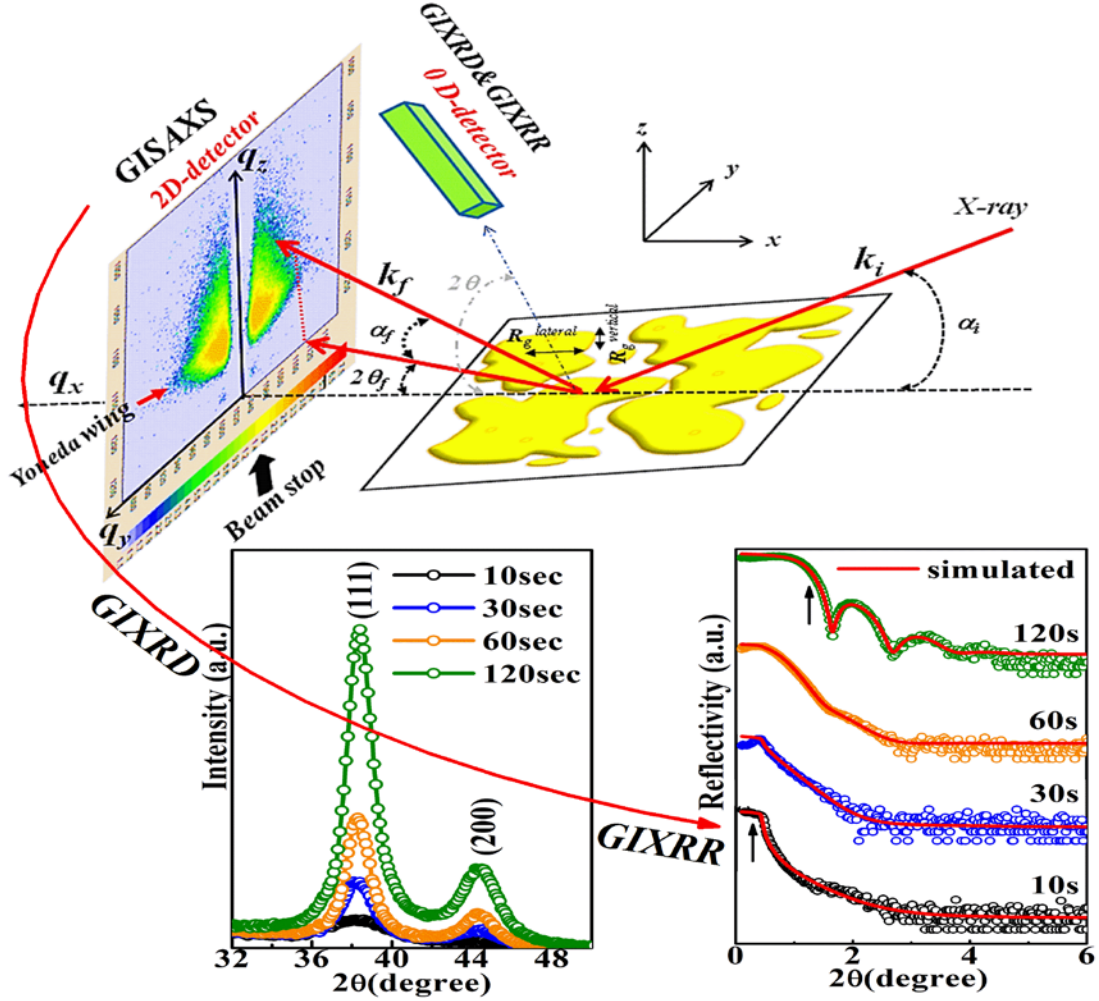 GISAXS
2D-detector
GIXRD&GIXRR
0 D-detector
q_z
z
y
x
X-ray
k_i
k_f
α_i
α_f
2θ
2θ_f
R_g^lateral
R_g^vertical
q_x
Yoneda wing
q_y
Beam stop
GIXRD
GIXRR
Intensity (a.u.)
(111)
(200)
10sec
30sec
60sec
120sec
32 36 40 44 48
2θ(degree)
Reflectivity (a.u.)
simulated
120s
60s
30s
10s
0 2 4 6
2θ(degree)